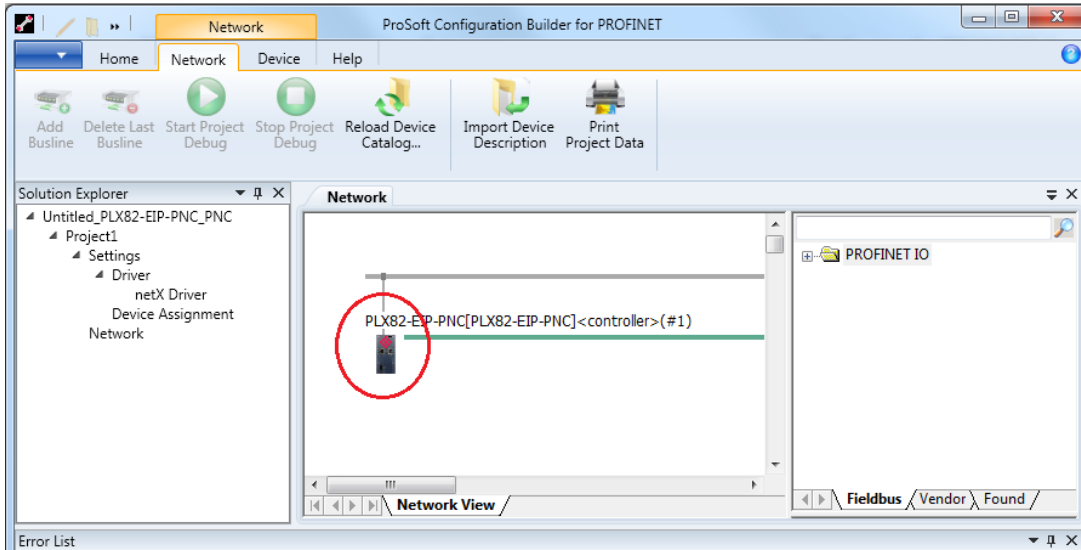 Network
ProSoft Configuration Builder for PROFINET
Home
Network
Device
Help
Add
Busline
Delete Last
Busline
Start Project
Debug
Stop Project
Debug
Reload Device
Catalog...
Import Device
Description
Print
Project Data
Solution Explorer
Untitled_PLX82-EIP-PNC_PNC
Project1
Settings
Driver
netX Driver
Device Assignment
Network
Network
PLX82-EIP-PNC[PLX82-EIP-PNC]<controller>(#1)
Network View
PROFINET IO
Fieldbus
Vendor
Found
Error List